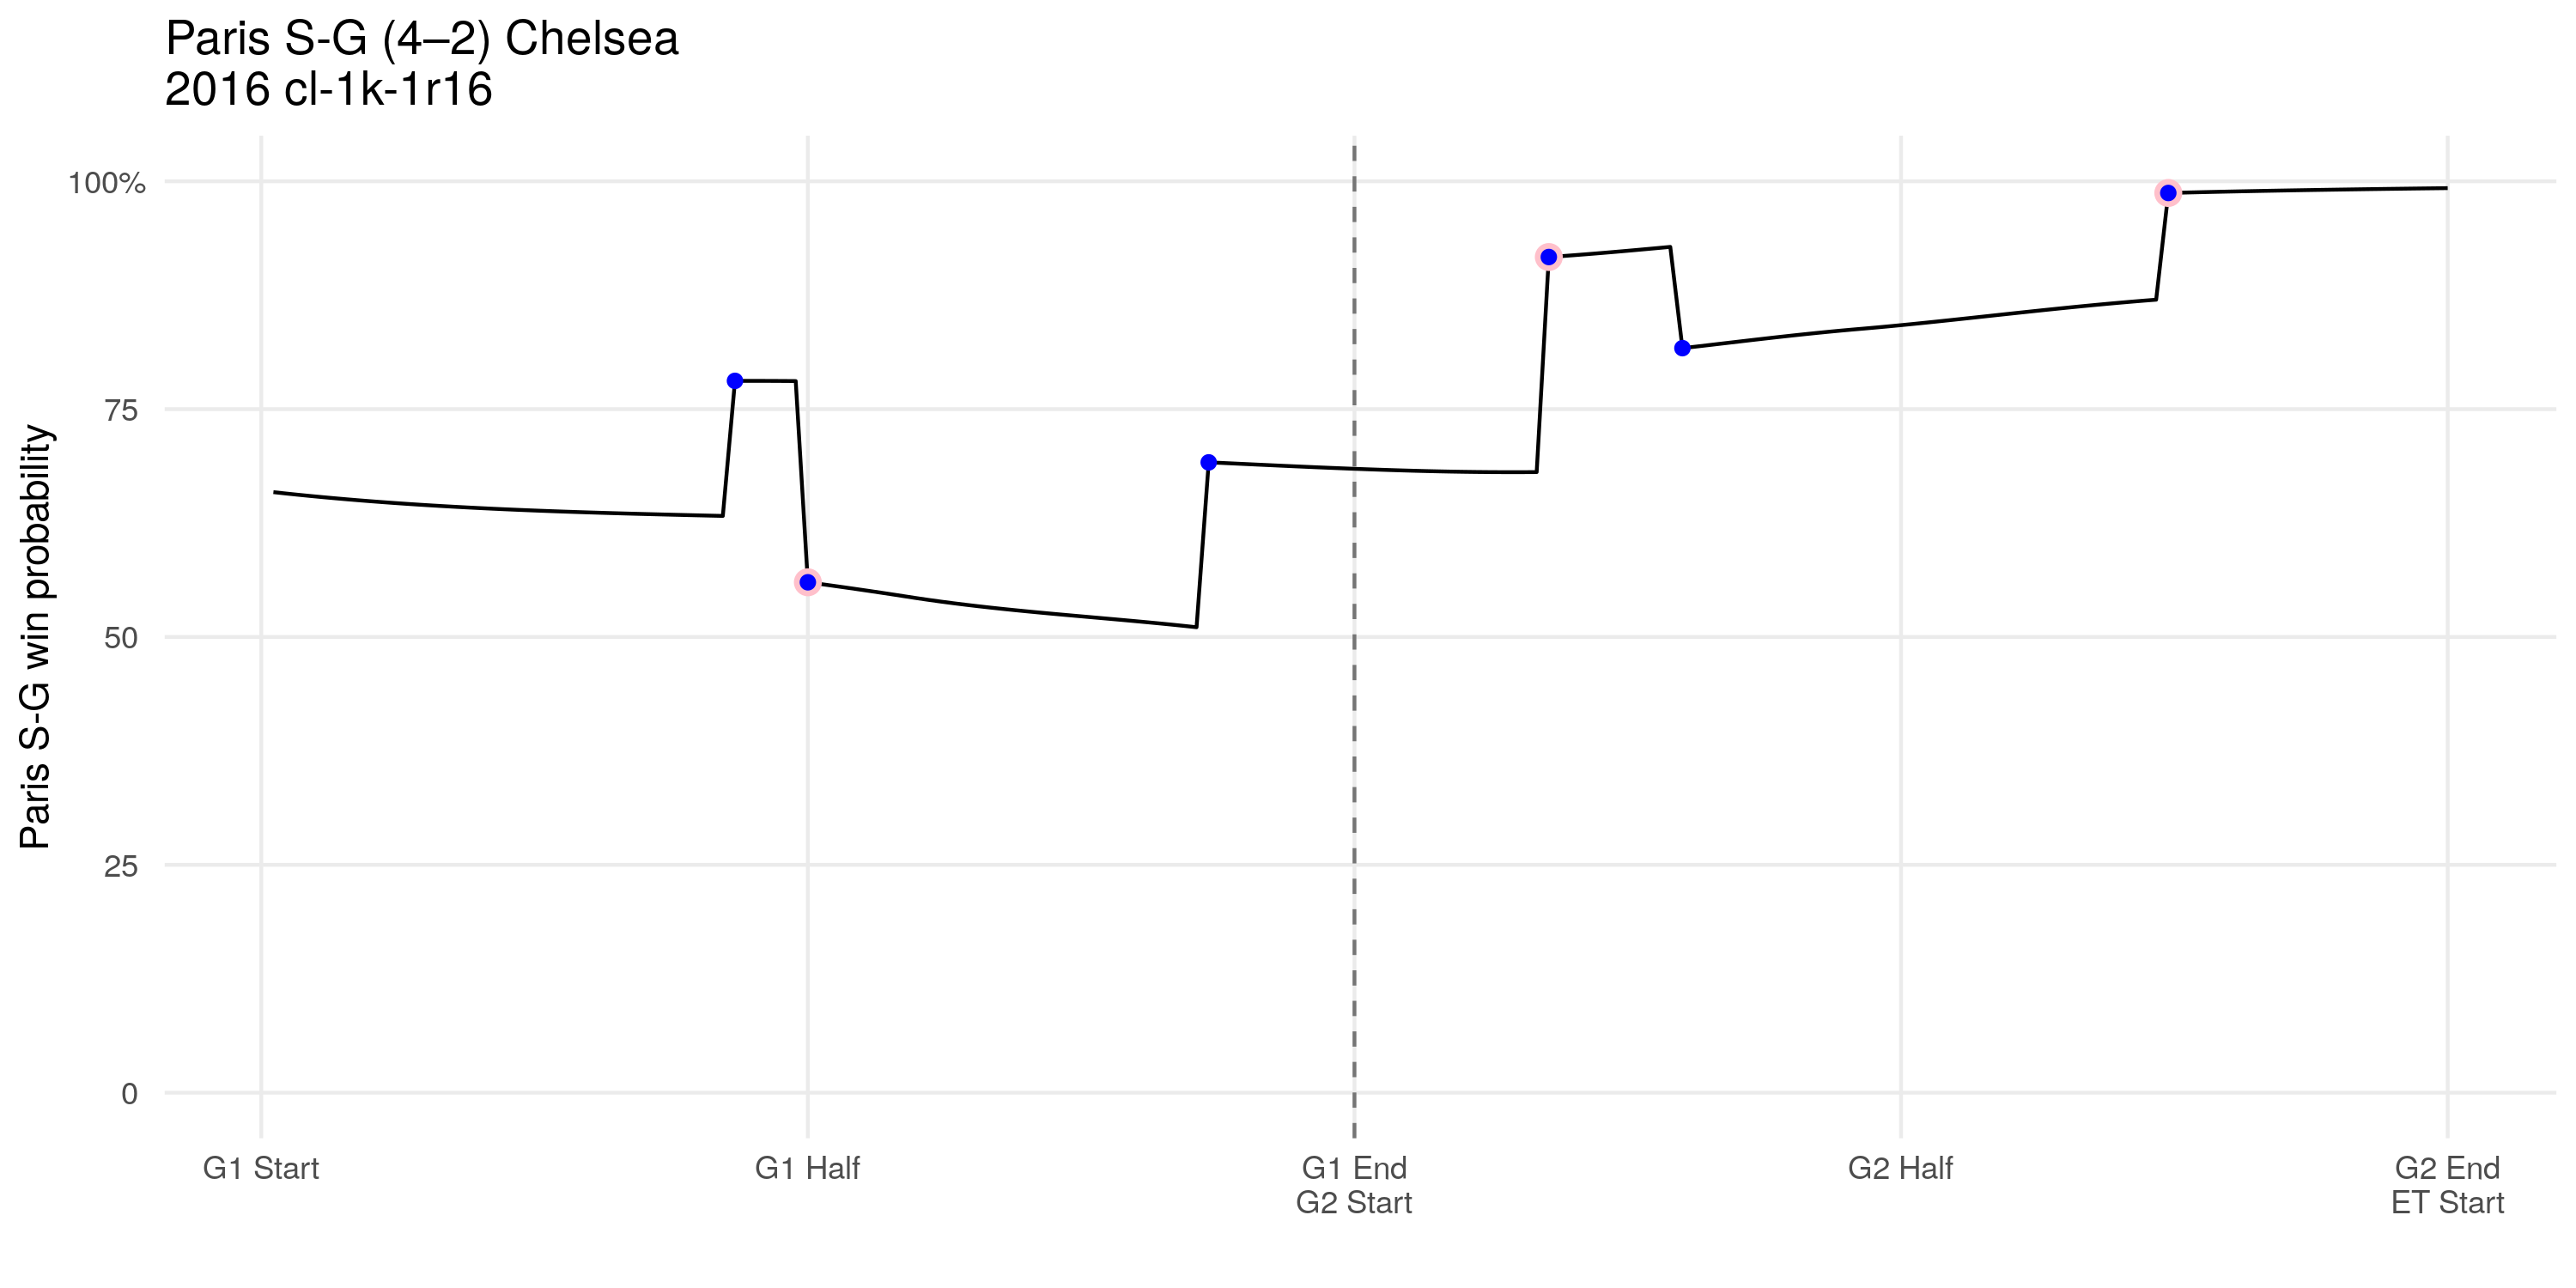 Paris S-G (4–2) Chelsea
2016 cl-1k-1r16
Paris S-G win probability
100%
75
50
25
0
G1 Start
G1 Half
G1 End
G2 Start
G2 Half
G2 End
ET Start